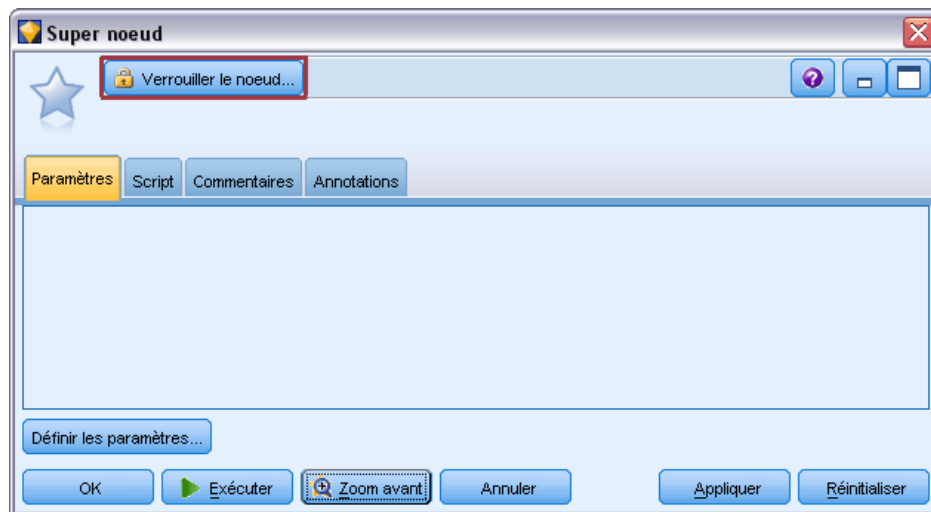 Super noeud
Verrouiller le noeud...
Paramètres Script Commentaires Annotations
Définir les paramètres...
OK Exécuter Zoom avant Annuler Appliquer Réinitialiser